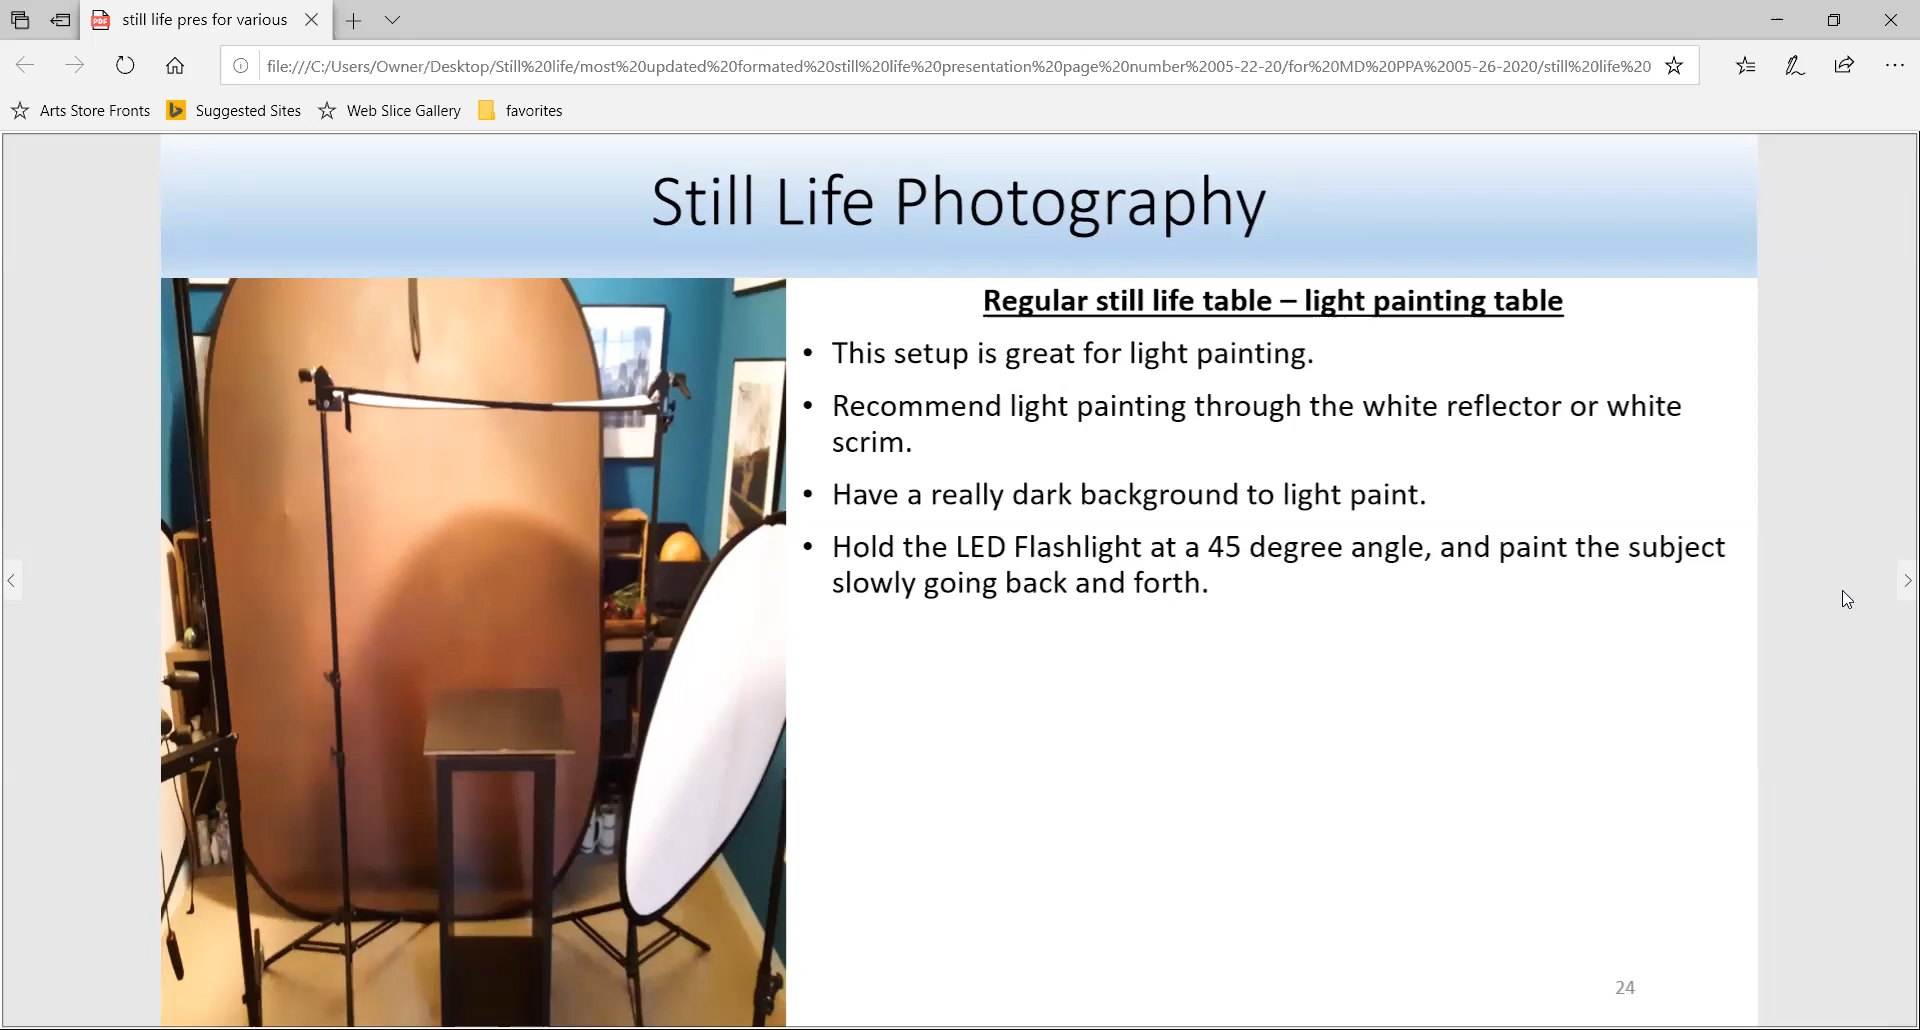 still life pres for various
file:///C:/Users/Owner/Desktop/Still%20life/most%20updated%20formated%20still%20life%20presentation%20page%20number%2005-22-20/for%20MD%20PPA%2005-26-2020/still%20life%20
Arts Store Fronts Suggested Sites Web Slice Gallery favorites
Still Life Photography
Regular still life table – light painting table
• This setup is great for light painting.
• Recommend light painting through the white reflector or white
scrim.
• Have a really dark background to light paint.
• Hold the LED Flashlight at a 45 degree angle, and paint the subject
slowly going back and forth.
24